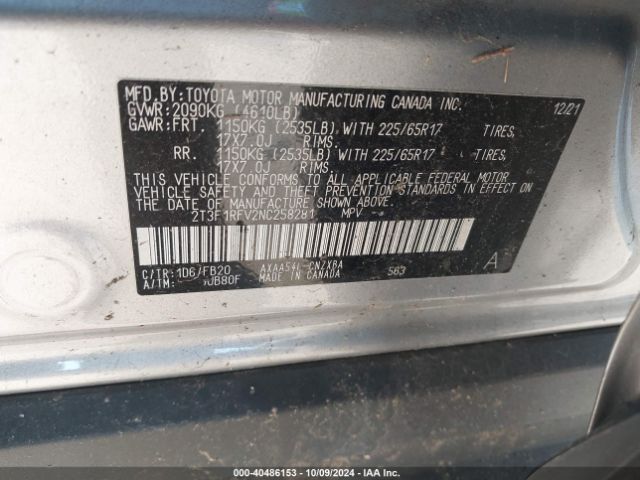 MFD.BY:TOYOTA MOTOR MANUFACTURING CANADA INC.
GVWR:2090KG (4610LB) 12/21
GAWR:FRT. 1150KG (2535LB) WITH 225/65R17 TIRES,
17X7.0J RIMS.
RR. 1150KG (2535LB) WITH 225/65R17 TIRES,
17X7.0J RIMS.
THIS VEHICLE CONFORMS TO ALL APPLICABLE FEDERAL MOTOR
VEHICLE SAFETY AND THEFT PREVENTION STANDARDS IN EFFECT ON
THE DATE OF MANUFACTURE SHOWN ABOVE.
2T3F1RFV2NC258281 MPV
C/TR:1D6/FB20 AXAA54L-CNZXBA 563 A
A/TM: /UB80F MADE IN CANADA
000-40486153 - 10/09/2024 - IAA Inc.